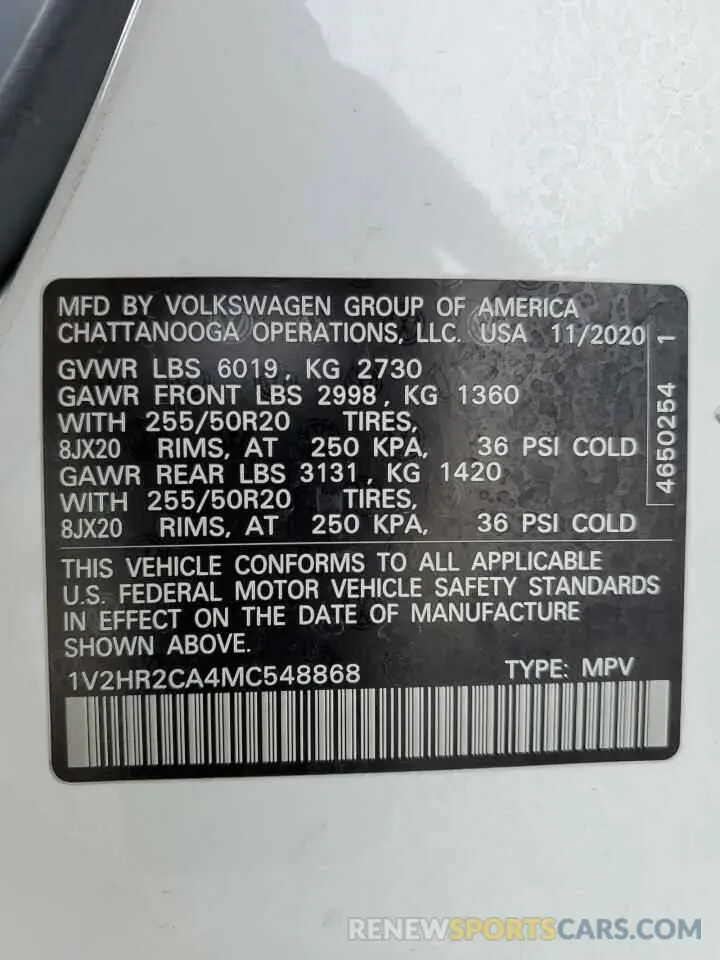 MFD BY VOLKSWAGEN GROUP OF AMERICA
CHATTANOOGA OPERATIONS, LLC. USA 11/2020
GVWR LBS 6019, KG 2730
GAWR FRONT LBS 2998, KG 1360
WITH 255/50R20 TIRES,
8JX20 RIMS, AT 250 KPA, 36 PSI COLD
GAWR REAR LBS 3131, KG 1420
WITH 255/50R20 TIRES,
8JX20 RIMS, AT 250 KPA, 36 PSI COLD
4650254 1
THIS VEHICLE CONFORMS TO ALL APPLICABLE
U.S. FEDERAL MOTOR VEHICLE SAFETY STANDARDS
IN EFFECT ON THE DATE OF MANUFACTURE
SHOWN ABOVE.
1V2HR2CA4MC548868 TYPE: MPV
RENEWSPORTSCARS.COM